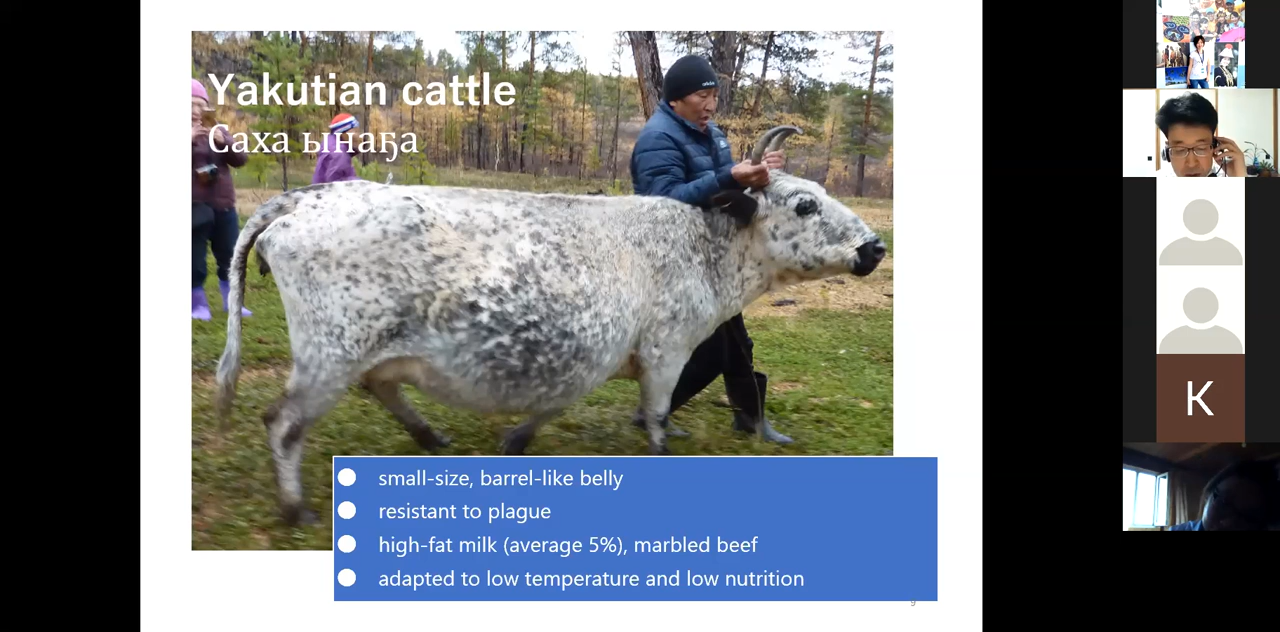 Yakutian cattle
Саха ынаҕа
small-size, barrel-like belly
resistant to plague
high-fat milk (average 5%), marbled beef
adapted to low temperature and low nutrition
9
K